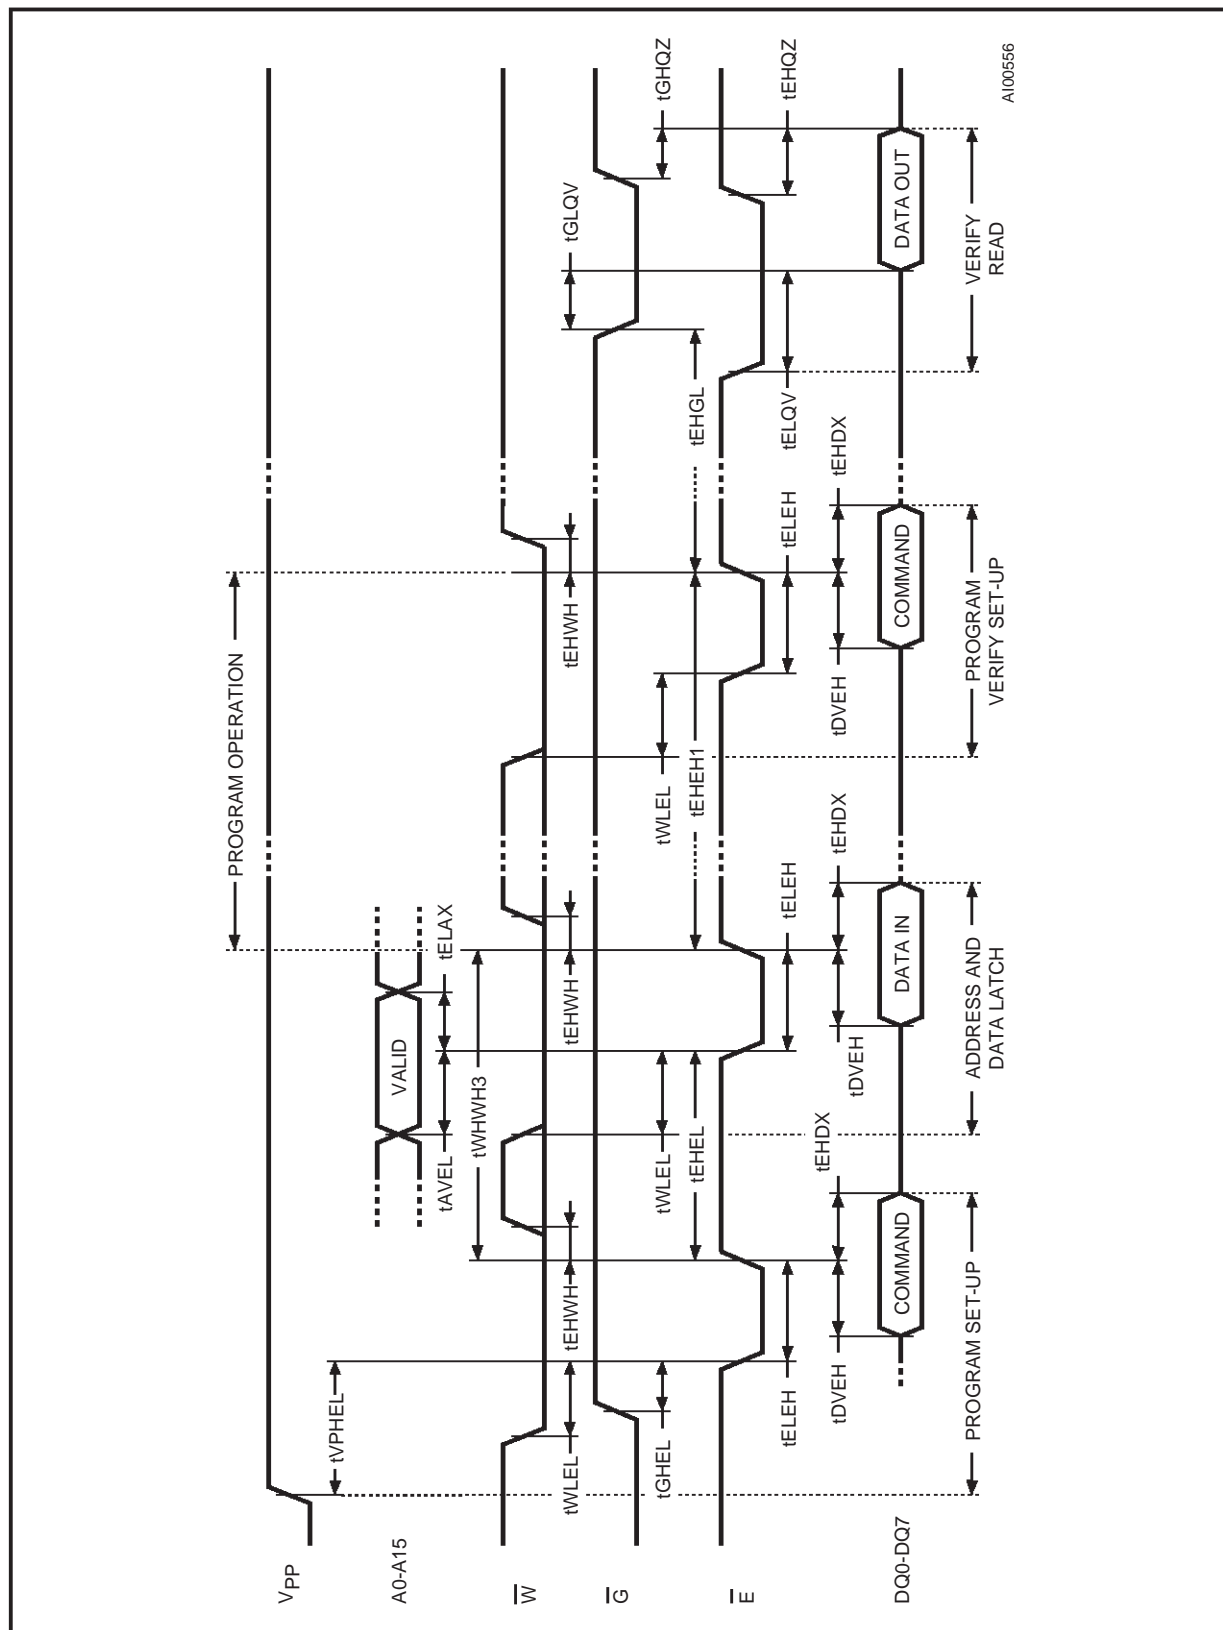 VPP
A0-A15
W
G
E
DQ0-DQ7
PROGRAM OPERATION
tVPHEL
VALID
tAVEL
tELAX
tWHWH3
tWLEL
tEHWH
tEHWH
tEHWH
tGLQV
tGHEL
tWLEL
tWLEL
tGHQZ
tEHEL
tEHEH1
tEHGL
tELEH
tELEH
tELEH
tELQV
tEHQZ
tDVEH
tEHDX
tDVEH
tEHDX
tDVEH
tEHDX
COMMAND
DATA IN
COMMAND
DATA OUT
PROGRAM SET-UP
ADDRESS AND
DATA LATCH
PROGRAM
VERIFY SET-UP
VERIFY
READ
AI00556